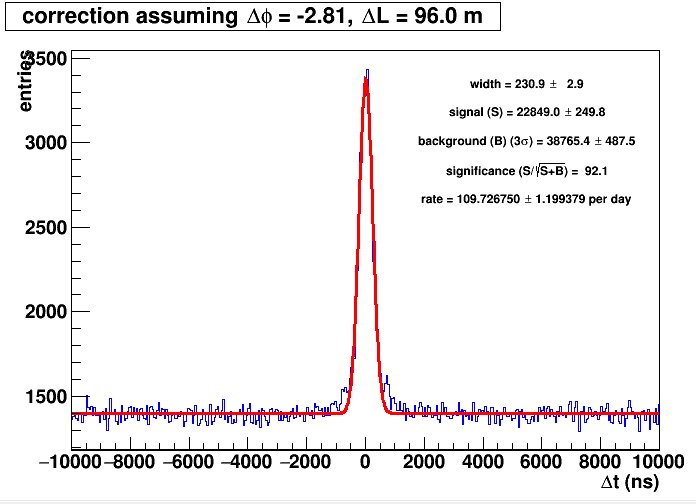 correction assuming Δϕ = -2.81, ΔL = 96.0 m
entries
3500
3000
2500
2000
1500
width = 230.9 ± 2.9
signal (S) = 22849.0 ± 249.8
background (B) (3σ) = 38765.4 ± 487.5
significance (S/√S+B) = 92.1
rate = 109.726750 ± 1.199379 per day
−10000 −8000 −6000 −4000 −2000 0 2000 4000 6000 8000 10000
Δt (ns)